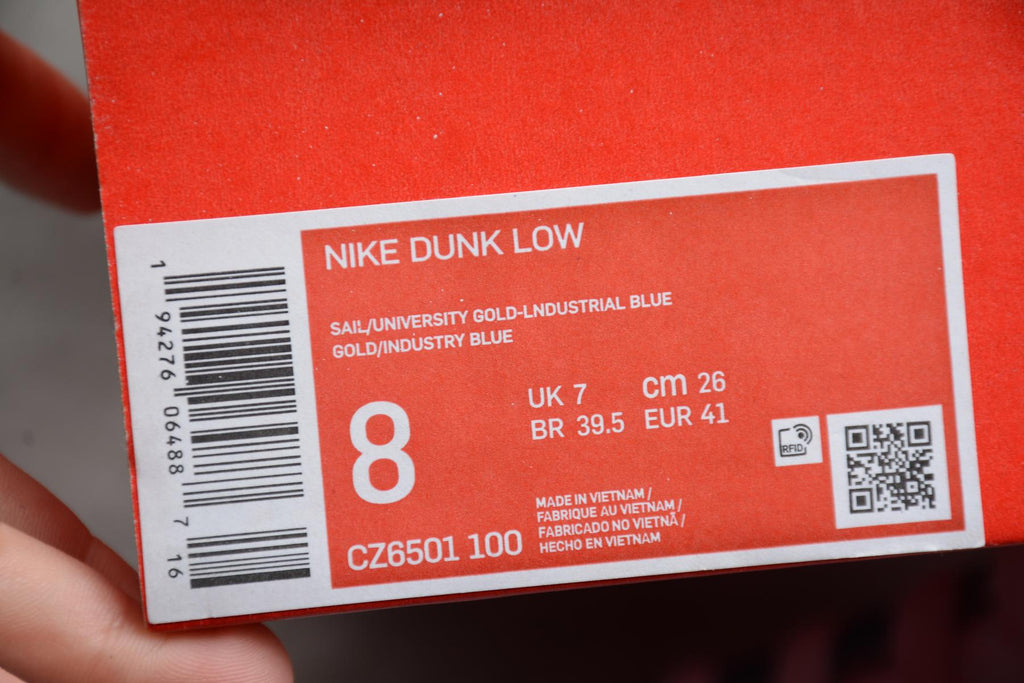 NIKE DUNK LOW
SAIL/UNIVERSITY GOLD-LNDUSTRIAL BLUE
GOLD/INDUSTRY BLUE
8
UK 7 cm 26
BR 39.5 EUR 41
RFID
MADE IN VIETNAM /
FABRIQUE AU VIETNAM /
FABRICADO NO VIETNÃ /
HECHO EN VIETNAM
CZ6501 100
1 94276 06488 7 16